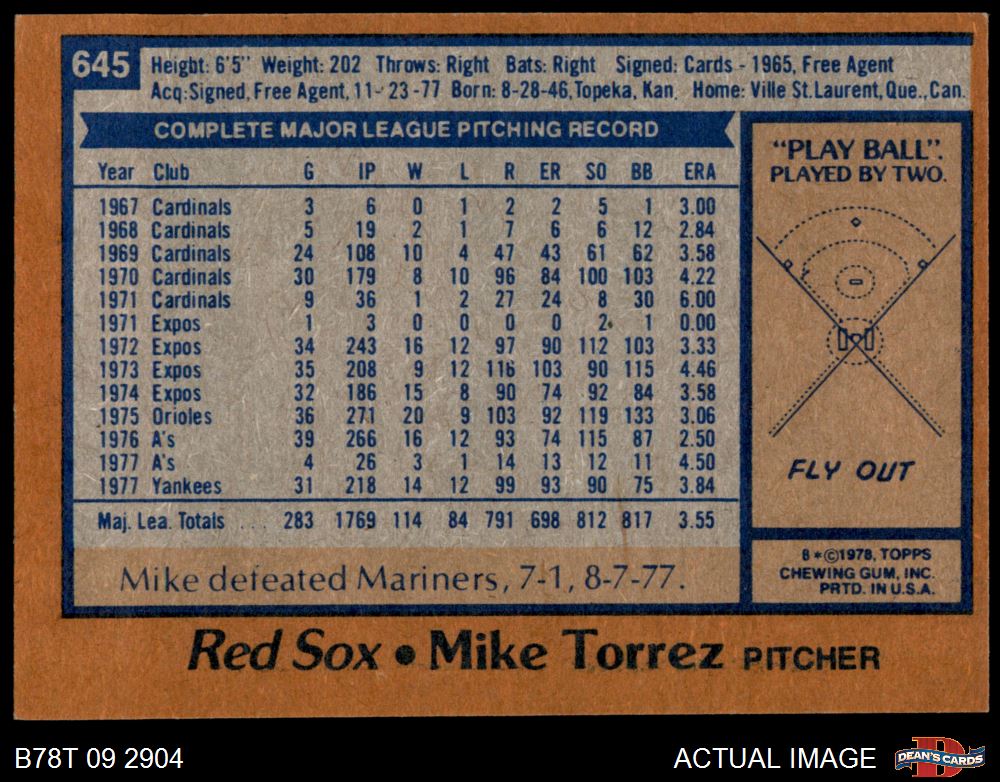 645
Height: 6'5" Weight: 202 Throws: Right Bats: Right Signed: Cards - 1965, Free Agent
Acq: Signed, Free Agent, 11-23-77 Born: 8-28-46, Topeka, Kan. Home: Ville St. Laurent, Que., Can.
COMPLETE MAJOR LEAGUE PITCHING RECORD
Year Club G IP W L R ER SO BB ERA
1967 Cardinals 3 6 0 1 2 2 5 1 3.00
1968 Cardinals 5 19 2 1 7 6 6 12 2.84
1969 Cardinals 24 108 10 4 47 43 61 62 3.58
1970 Cardinals 30 179 8 10 96 84 100 103 4.22
1971 Cardinals 9 36 1 2 27 24 8 30 6.00
1971 Expos 1 3 0 0 0 0 2 1 0.00
1972 Expos 34 243 16 12 97 90 112 103 3.33
1973 Expos 35 208 9 12 116 103 90 115 4.46
1974 Expos 32 186 15 8 90 74 92 84 3.58
1975 Orioles 36 271 20 9 103 92 119 133 3.06
1976 A's 39 266 16 12 93 74 115 87 2.50
1977 A's 4 26 3 1 14 13 12 11 4.50
1977 Yankees 31 218 14 12 99 93 90 75 3.84
Maj. Lea. Totals ... 283 1769 114 84 791 698 812 817 3.55
Mike defeated Mariners, 7-1, 8-7-77.
"PLAY BALL".
PLAYED BY TWO.
FLY OUT
8*©1978, TOPPS
CHEWING GUM, INC.
PRTD. IN U.S.A.
Red Sox • Mike Torrez PITCHER
B78T 09 2904
ACTUAL IMAGE
D
DEAN'S CARDS